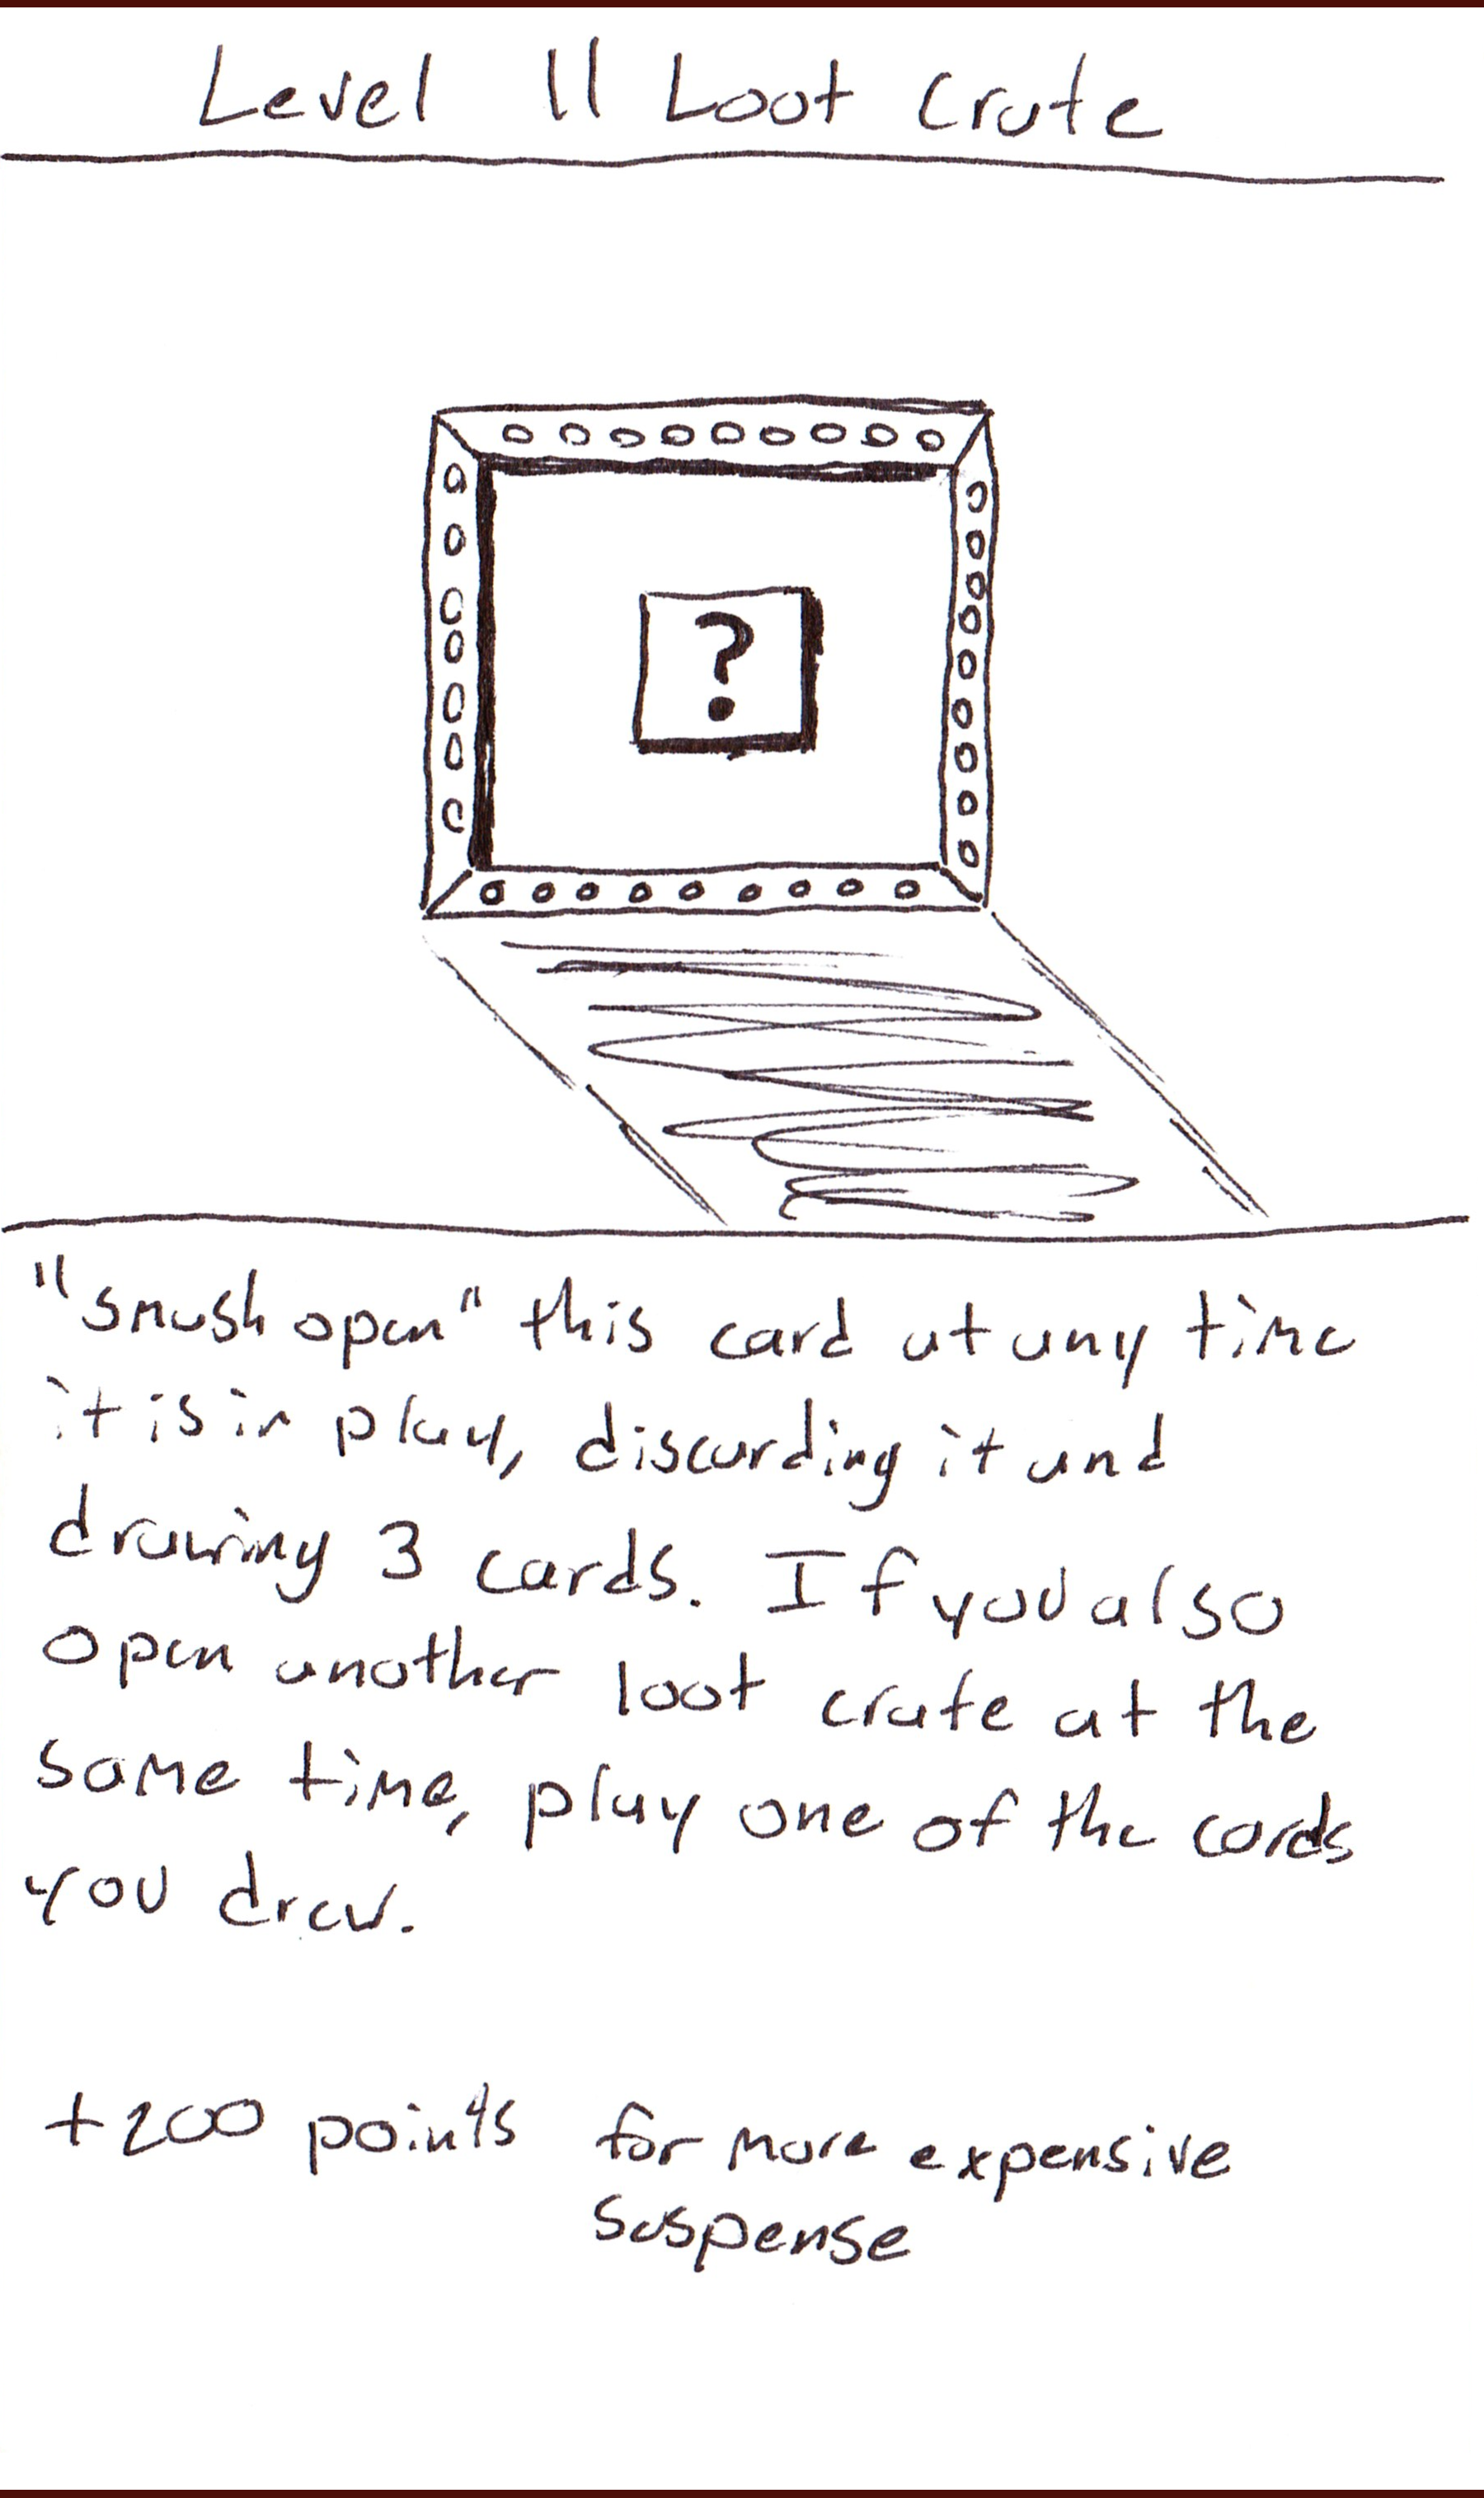 Level 11 Loot Crate
?
"smash open" this card at any time
it is in play, discarding it and
drawing 3 cards. If you also
open another loot crate at the
same time, play one of the cards
you drew.
+200 points for more expensive
suspense